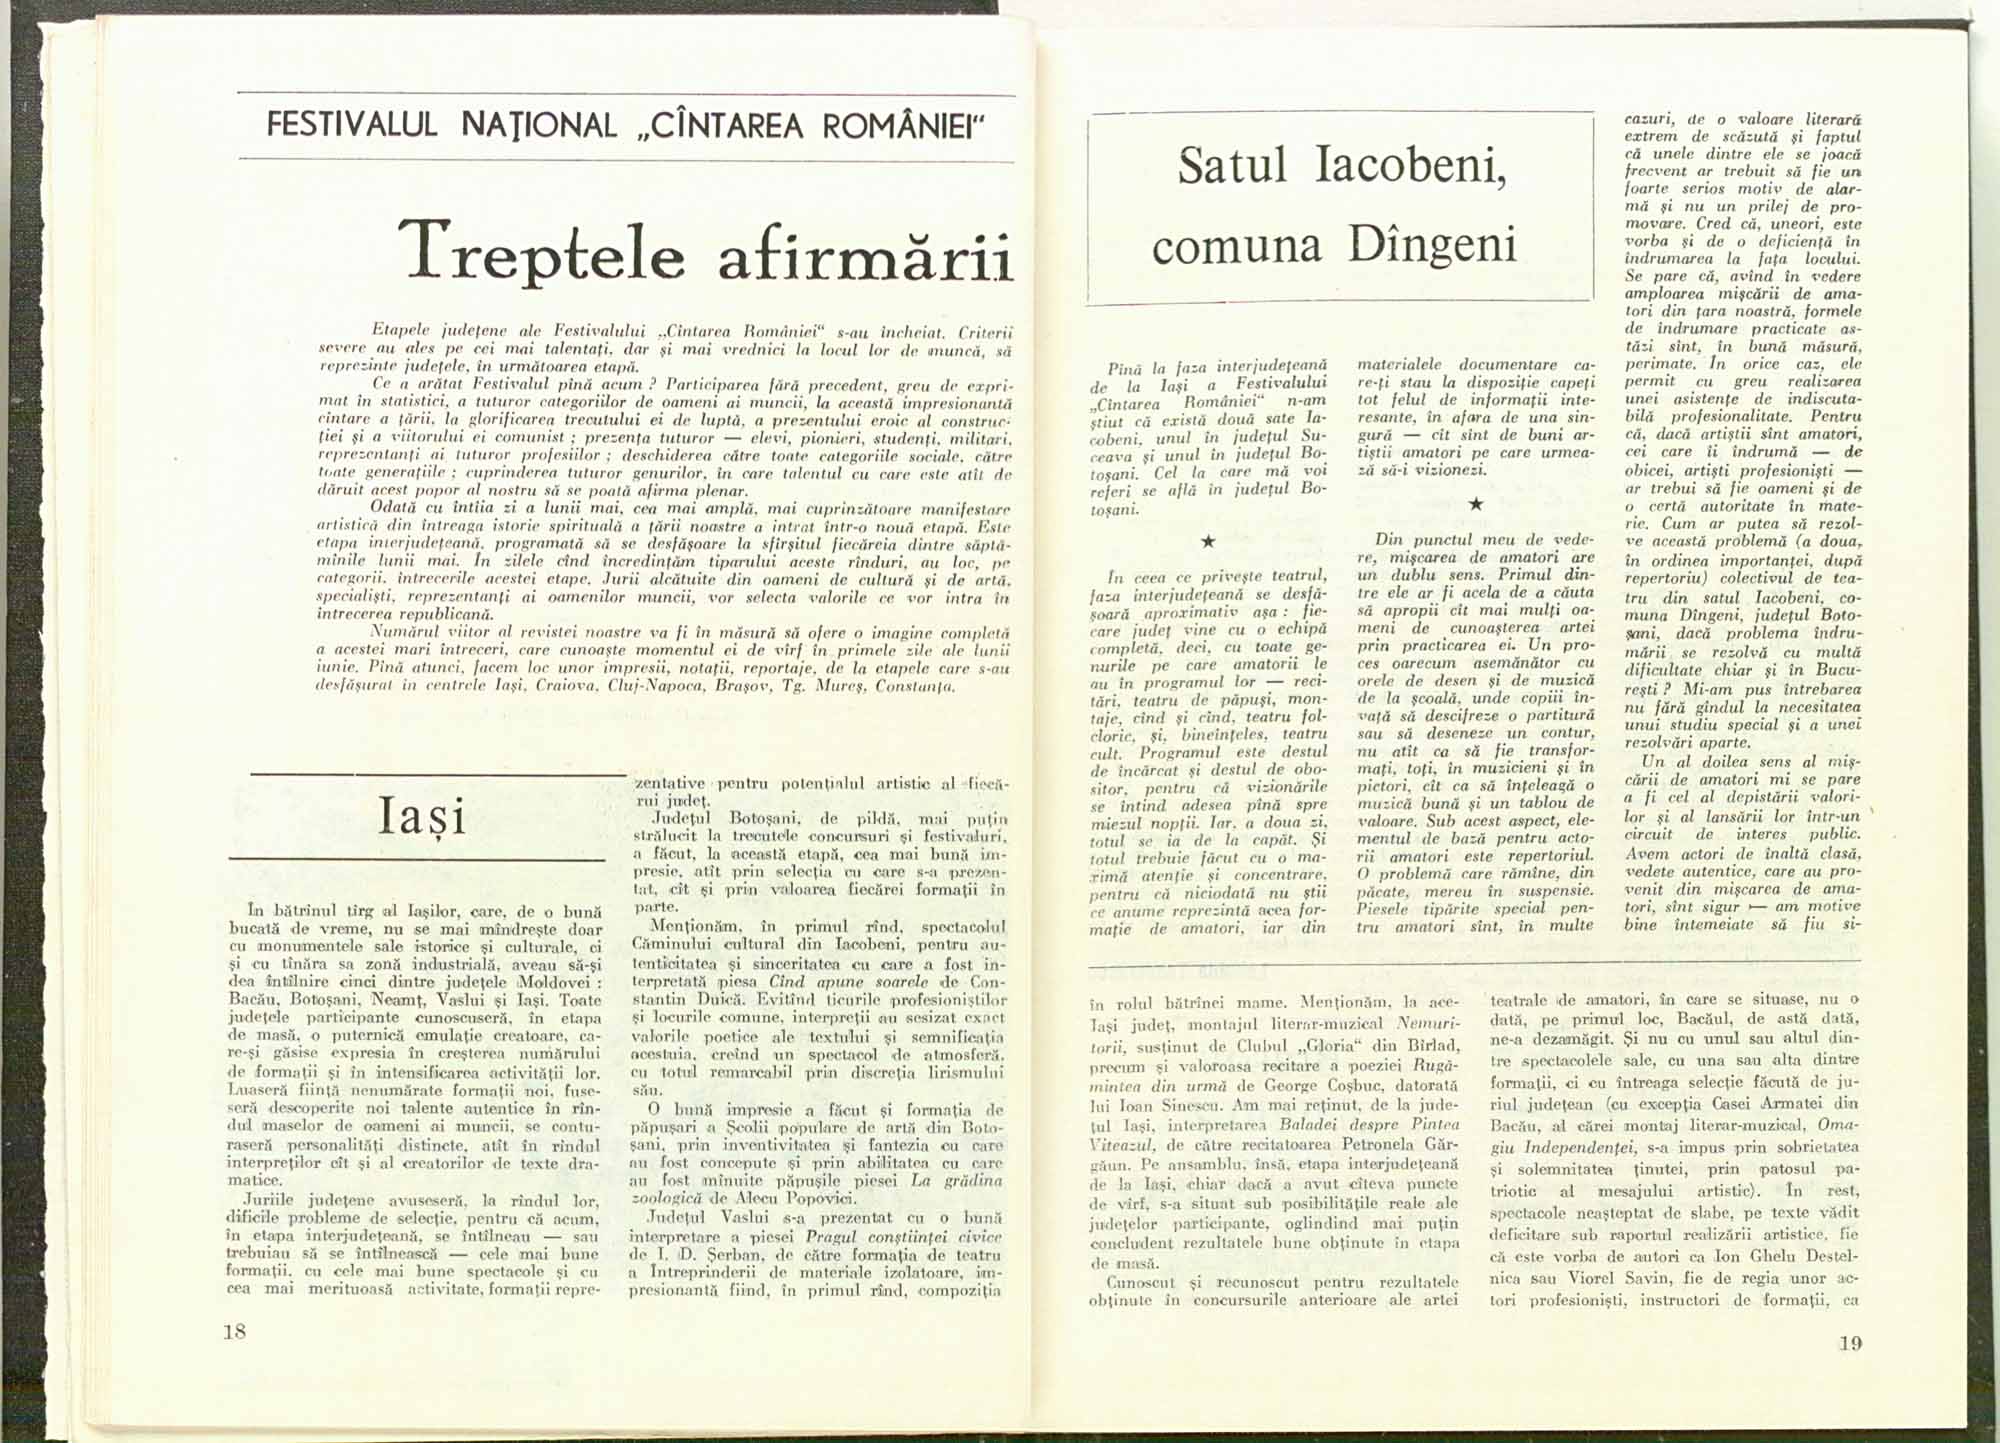 FESTIVALUL NAŢIONAL „CÎNTAREA ROMÂNIEI“
Treptele afirmării
Etapele judeţene ale Festivalului „Cîntarea României“ s-au încheiat. Criterii
severe au ales pe cei mai talentaţi, dar şi mai vrednici la locul lor de muncă, să
reprezinte judeţele, în următoarea etapă.
Ce a arătat Festivalul pînă acum ? Participarea fără precedent, greu de expri-
mat în statistici, a tuturor categoriilor de oameni ai muncii, la această impresionantă
cîntare a ţării, la glorificarea trecutului ei de luptă, a prezentului eroic al construc-
ţiei şi a viitorului ei comunist ; prezenţa tuturor — elevi, pionieri, studenţi, militari,
reprezentanţi ai tuturor profesiilor ; deschiderea către toate categoriile sociale, către
toate generaţiile ; cuprinderea tuturor genurilor, în care talentul cu care este atît de
dăruit acest popor al nostru să se poată afirma plenar.
Odată cu întîia zi a lunii mai, cea mai amplă, mai cuprinzătoare manifestare
artistică din întreaga istorie spirituală a ţării noastre a intrat într-o nouă etapă. Este
etapa interjudeţeană, programată să se desfăşoare la sfîrşitul fiecăreia dintre săptă-
mînile lunii mai. In zilele cînd încredinţăm tiparului aceste rînduri, au loc, pe
categorii, întrecerile acestei etape. Jurii alcătuite din oameni de cultură şi de artă,
specialişti, reprezentanţi ai oamenilor muncii, vor selecta valorile ce vor intra în
întrecerea republicană.
Numărul viitor al revistei noastre va fi în măsură să ofere o imagine completă
a acestei mari întreceri, care cunoaşte momentul ei de vîrf în primele zile ale lunii
iunie. Pînă atunci, facem loc unor impresii, notaţii, reportaje, de la etapele care s-au
desfăşurat în centrele Iaşi, Craiova, Cluj-Napoca, Braşov, Tg. Mureş, Constanţa.
Iaşi
In bătrînul tîrg al Iaşilor, care, de o bună
bucată de vreme, nu se mai mîndreşte doar
cu monumentele sale istorice şi culturale, ci
şi cu tînăra sa zonă industrială, aveau să-şi
dea întîlnire cinci dintre judeţele Moldovei :
Bacău, Botoşani, Neamţ, Vaslui şi Iaşi. Toate
judeţele participante cunoscuseră, în etapa
de masă, o puternică emulaţie creatoare, ca-
re-şi găsise expresia în creşterea numărului
de formaţii şi în intensificarea activităţii lor.
Luaseră fiinţă nenumărate formaţii noi, fuse-
seră descoperite noi talente autentice în rîn-
dul maselor de oameni ai muncii, se contu-
raseră personalităţi distincte, atît în rîndul
interpreţilor cît şi al creatorilor de texte dra-
matice.
Juriile judeţene avuseseră, la rîndul lor,
dificile probleme de selecţie, pentru că acum,
în etapa interjudeţeană, se întîlneau — sau
trebuiau să se întîlnească — cele mai bune
formaţii, cu cele mai bune spectacole şi cu
cea mai merituoasă activitate, formaţii repre-
zentative pentru potenţialul artistic al fiecă-
rui judeţ.
Judeţul Botoşani, de pildă, mai puţin
strălucit la trecutele concursuri şi festivaluri,
a făcut, la această etapă, cea mai bună im-
presie, atît prin selecţia cu care s-a prezen-
tat, cît şi prin valoarea fiecărei formaţii în
parte.
Menţionăm, în primul rînd, spectacolul
Căminului cultural din Iacobeni, pentru au-
tenticitatea şi sinceritatea cu care a fost in-
terpretată piesa Cînd apune soarele de Con-
stantin Duică. Evitînd ticurile profesioniştilor
şi locurile comune, interpreţii au sesizat exact
valorile poetice ale textului şi semnificaţia
acestuia, creînd un spectacol de atmosferă,
cu totul remarcabil prin discreţia lirismului
său.
O bună impresie a făcut şi formaţia de
păpuşari a Şcolii populare de artă din Boto-
şani, prin inventivitatea şi fantezia cu care
au fost concepute şi prin abilitatea cu care
au fost mînuite păpuşile piesei La grădina
zoologică de Alecu Popovici.
Judeţul Vaslui s-a prezentat cu o bună
interpretare a piesei Pragul conştiinţei civice
de I. D. Şerban, de către formaţia de teatru
a Intreprinderii de materiale izolatoare, im-
presionantă fiind, în primul rînd, compoziţia
18
Satul Iacobeni,
comuna Dîngeni
Pînă la faza interjudeţeană
de la Iaşi a Festivalului
„Cîntarea României“ n-am
ştiut că există două sate Ia-
cobeni, unul în judeţul Su-
ceava şi unul în judeţul Bo-
toşani. Cel la care mă voi
referi se află în judeţul Bo-
toşani.
★
In ceea ce priveşte teatrul,
faza interjudeţeană se desfă-
şoară aproximativ aşa : fie-
care judeţ vine cu o echipă
completă, deci, cu toate ge-
nurile pe care amatorii le
au în programul lor — reci-
tări, teatru de păpuşi, mon-
taje, cînd şi cînd, teatru fol-
cloric, şi, bineînţeles, teatru
cult. Programul este destul
de încărcat şi destul de obo-
sitor, pentru că vizionările
se întind adesea pînă spre
miezul nopţii. Iar, a doua zi,
totul se ia de la capăt. Şi
totul trebuie făcut cu o ma-
ximă atenţie şi concentrare,
pentru că niciodată nu ştii
ce anume reprezintă acea for-
maţie de amatori, iar din
materialele documentare ca-
re-ţi stau la dispoziţie capeţi
tot felul de informaţii inte-
resante, în afara de una sin-
gură — cît sînt de buni ar-
tiştii amatori pe care urmea-
ză să-i vizionezi.
★
Din punctul meu de vede-
re, mişcarea de amatori are
un dublu sens. Primul din-
tre ele ar fi acela de a căuta
să apropii cît mai mulţi oa-
meni de cunoaşterea artei
prin practicarea ei. Un pro-
ces oarecum asemănător cu
orele de desen şi de muzică
de la şcoală, unde copiii în-
vaţă să descifreze o partitură
sau să deseneze un contur,
nu atît ca să fie transfor-
maţi, toţi, în muzicieni şi în
pictori, cît ca să înţeleagă o
muzică bună şi un tablou de
valoare. Sub acest aspect, ele-
mentul de bază pentru acto-
rii amatori este repertoriul.
O problemă care rămîne, din
păcate, mereu în suspensie.
Piesele tipărite special pen-
tru amatori sînt, în multe
cazuri, de o valoare literară
extrem de scăzută şi faptul
că unele dintre ele se joacă
frecvent ar trebuit să fie un
foarte serios motiv de alar-
mă şi nu un prilej de pro-
movare. Cred că, uneori, este
vorba şi de o deficienţă în
îndrumarea la faţa locului.
Se pare că, avînd în vedere
amploarea mişcării de ama-
tori din ţara noastră, formele
de îndrumare practicate as-
tăzi sînt, în bună măsură,
perimate. In orice caz, ele
permit cu greu realizarea
unei asistenţe de indiscuta-
bilă profesionalitate. Pentru
că, dacă artiştii sînt amatori,
cei care îi îndrumă — de
obicei, artişti profesionişti —
ar trebui să fie oameni şi de
o certă autoritate în mate-
rie. Cum ar putea să rezol-
ve această problemă (a doua,
în ordinea importanţei, după
repertoriu) colectivul de tea-
tru din satul Iacobeni, co-
muna Dîngeni, judeţul Boto-
şani, dacă problema îndru-
mării se rezolvă cu multă
dificultate chiar şi în Bucu-
reşti ? Mi-am pus întrebarea
nu fără gîndul la necesitatea
unui studiu special şi a unei
rezolvări aparte.
Un al doilea sens al miş-
cării de amatori mi se pare
a fi cel al depistării valori-
lor şi al lansării lor într-un
circuit de interes public.
Avem actori de înaltă clasă,
vedete autentice, care au pro-
venit din mişcarea de ama-
tori, sînt sigur — am motive
bine întemeiate să fiu si-
în rolul bătrînei mame. Menţionăm, la ace-
Iaşi judeţ, montajul literar-muzical Nemuri-
torii, susţinut de Clubul „Gloria“ din Bîrlad,
precum şi valoroasa recitare a poeziei Rugă-
mintea din urmă de George Coşbuc, datorată
lui Ioan Sinescu. Am mai reţinut, de la jude-
ţul Iaşi, interpretarea Baladei despre Pintea
Viteazul, de către recitatoarea Petronela Găr-
găun. Pe ansamblu, însă, etapa interjudeţeană
de la Iaşi, chiar dacă a avut cîteva puncte
de vîrf, s-a situat sub posibilităţile reale ale
judeţelor participante, oglindind mai puţin
concludent rezultatele bune obţinute în etapa
de masă.
Cunoscut şi recunoscut pentru rezultatele
obţinute în concursurile anterioare ale artei
teatrale de amatori, în care se situase, nu o
dată, pe primul loc, Bacăul, de astă dată,
ne-a dezamăgit. Şi nu cu unul sau altul din-
tre spectacolele sale, cu una sau alta dintre
formaţii, ci cu întreaga selecţie făcută de ju-
riul judeţean (cu excepţia Casei Armatei din
Bacău, al cărei montaj literar-muzical, Oma-
giu Independenţei, s-a impus prin sobrietatea
şi solemnitatea ţinutei, prin patosul pa-
triotic al mesajului artistic). In rest,
spectacole neaşteptat de slabe, pe texte vădit
deficitare sub raportul realizării artistice, fie
că este vorba de autori ca Ion Ghelu Destel-
nica sau Viorel Savin, fie de regia unor ac-
tori profesionişti, instructori de formaţii, ca
19